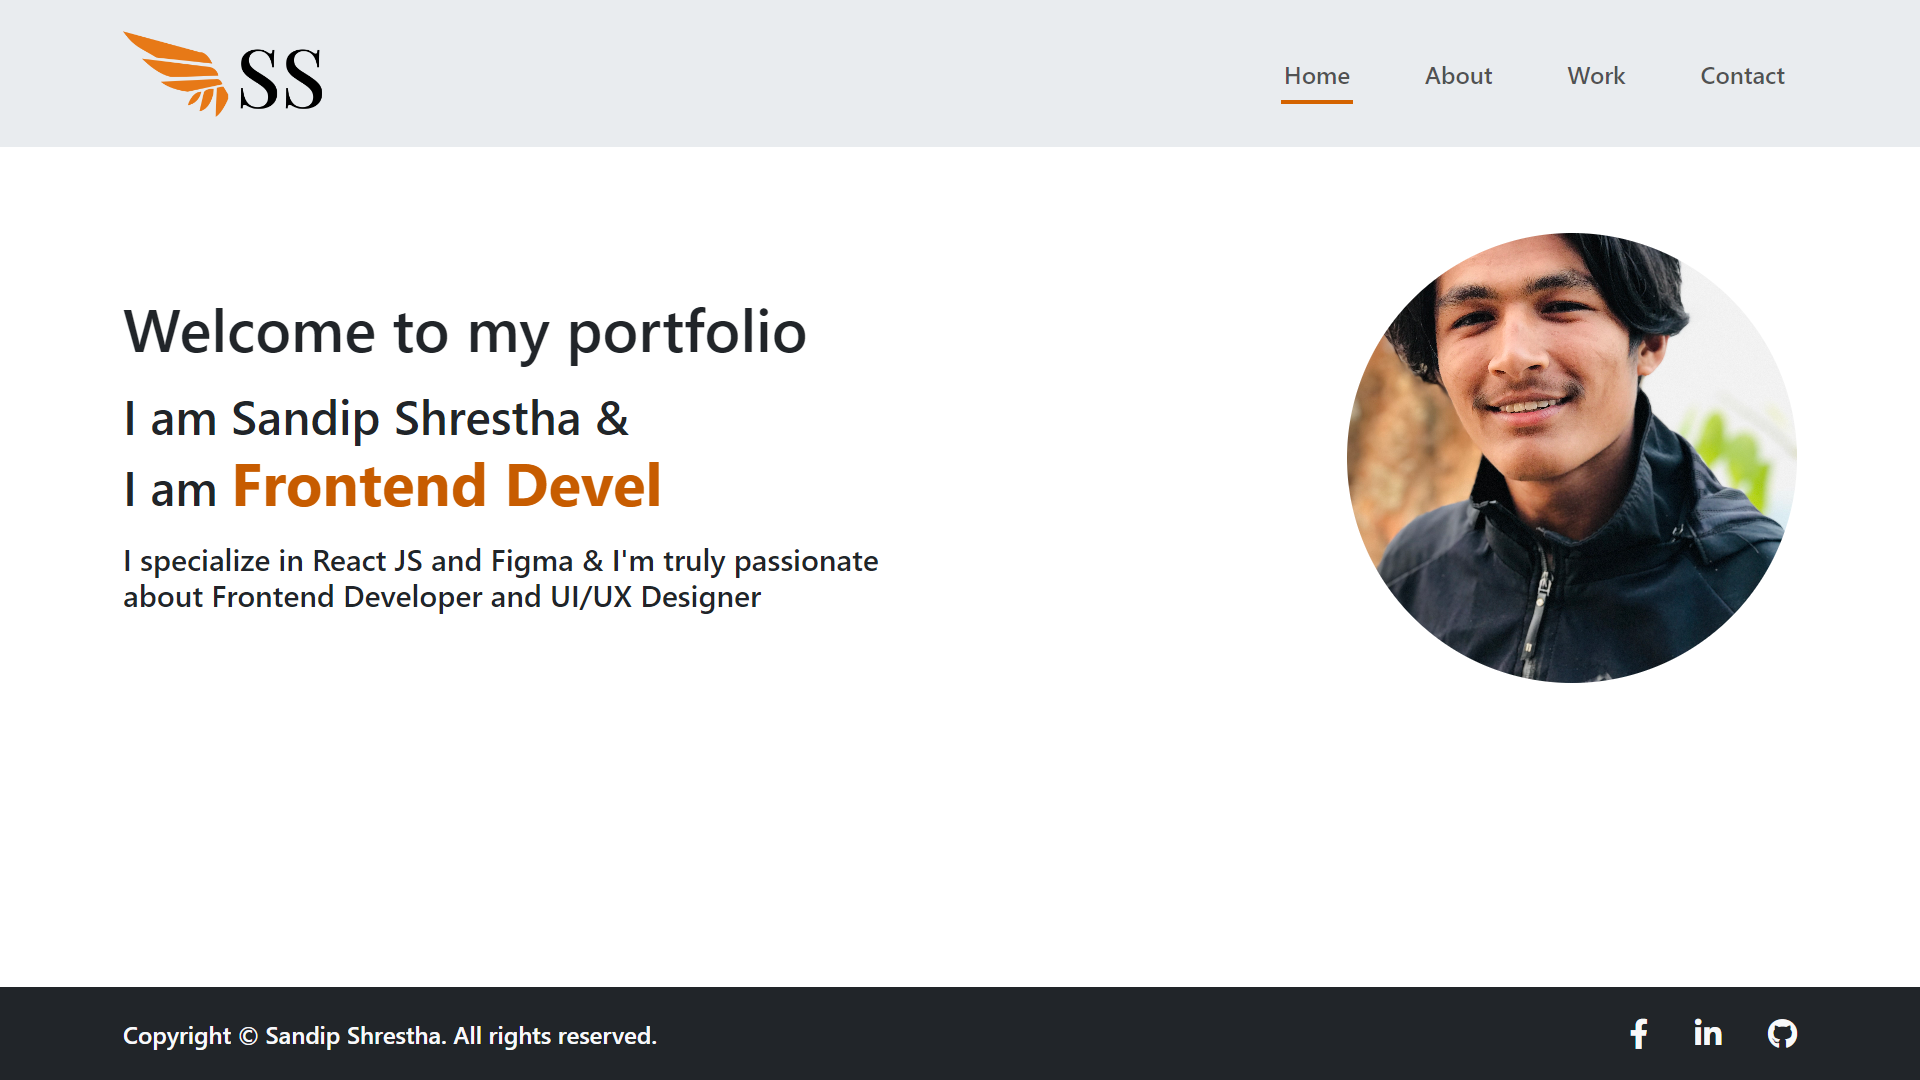 SS
Home
About
Work
Contact
Welcome to my portfolio
I am Sandip Shrestha &
I am Frontend Devel
I specialize in React JS and Figma & I'm truly passionate
about Frontend Developer and UI/UX Designer
Copyright © Sandip Shrestha. All rights reserved.